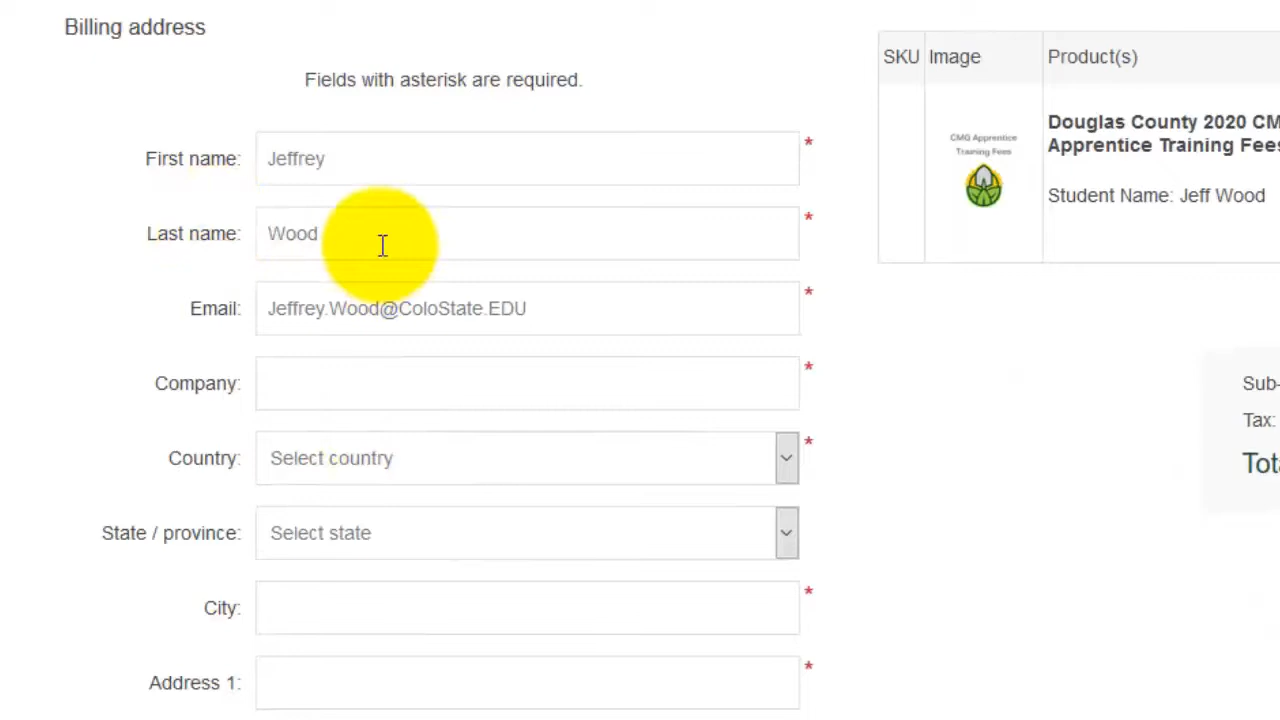 Billing address
Fields with asterisk are required.
First name: Jeffrey *
Last name: Wood *
Email: Jeffrey.Wood@ColoState.EDU *
Company: *
Country: Select country *
State / province: Select state
City: *
Address 1: *
SKU Image Product(s)
CMG Apprentice
Training Fees
Douglas County 2020 CM
Apprentice Training Fees
Student Name: Jeff Wood
Sub-
Tax:
Tota